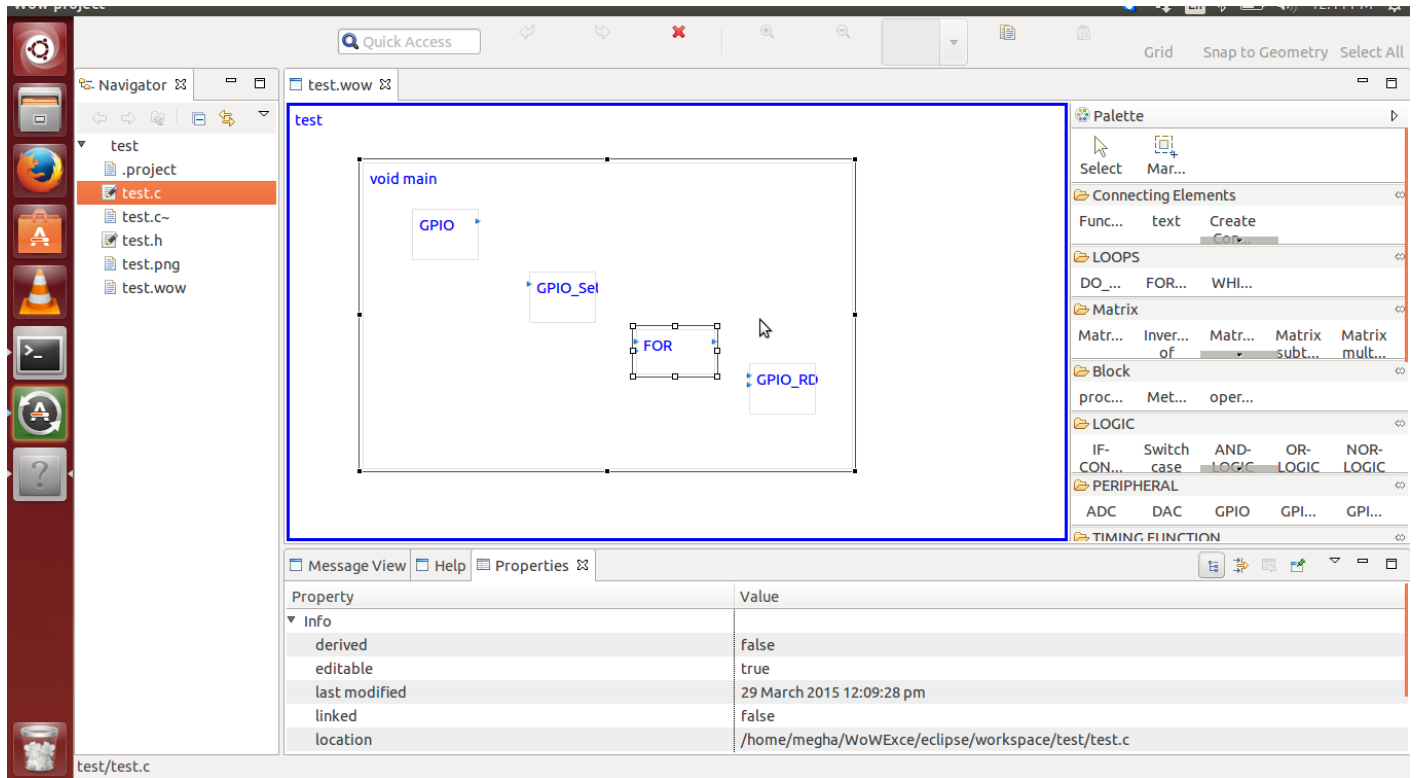 wow project
Quick Access
Grid Snap to Geometry Select All
Navigator
test.wow
test
.project
test.c
test.c~
test.h
test.png
test.wow
test
void main
GPIO
GPIO_Set
FOR
GPIO_RD
Palette
Select Mar...
Connecting Elements
Func... text Create
Con...
LOOPS
DO_... FOR... WHI...
Matrix
Matr... Inver... Matr... Matrix Matrix
of subt... mult...
Block
proc... Met... oper...
LOGIC
IF- Switch AND- OR- NOR-
CON... case LOGIC LOGIC LOGIC
PERIPHERAL
ADC DAC GPIO GPI... GPI...
TIMING FUNCTION
Message View Help Properties
Property Value
Info
derived false
editable true
last modified 29 March 2015 12:09:28 pm
linked false
location /home/megha/WoWExce/eclipse/workspace/test/test.c
test/test.c